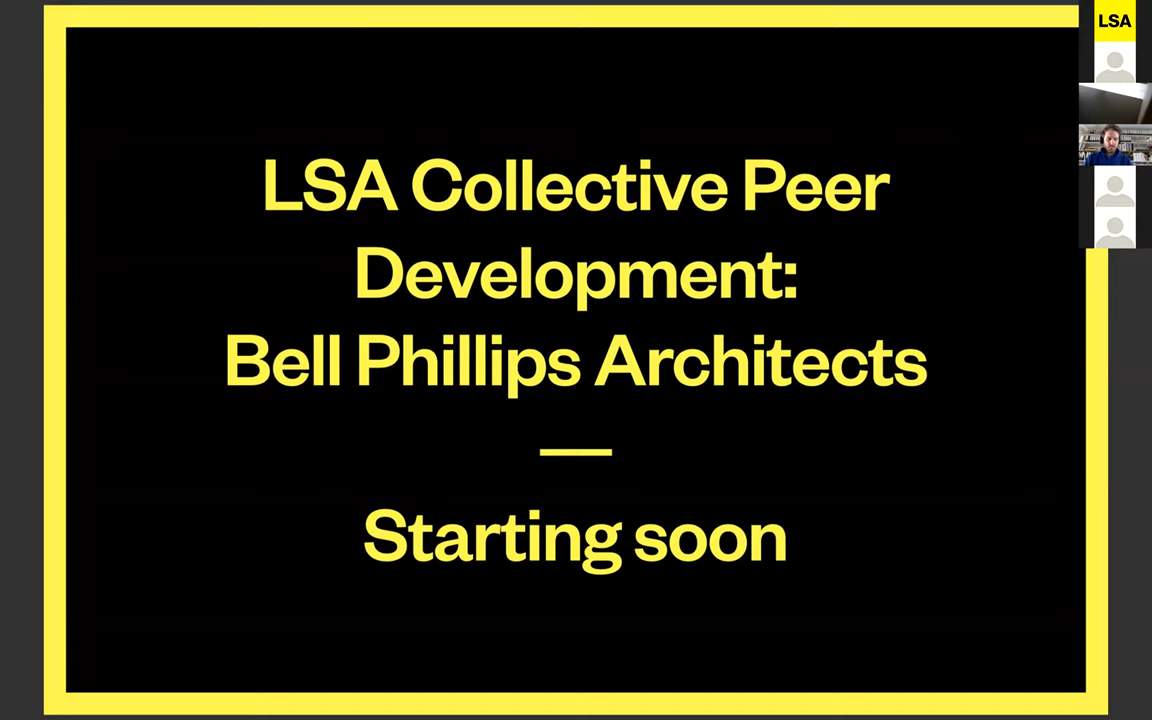 LSA Collective Peer
Development:
Bell Phillips Architects
Starting soon
LSA